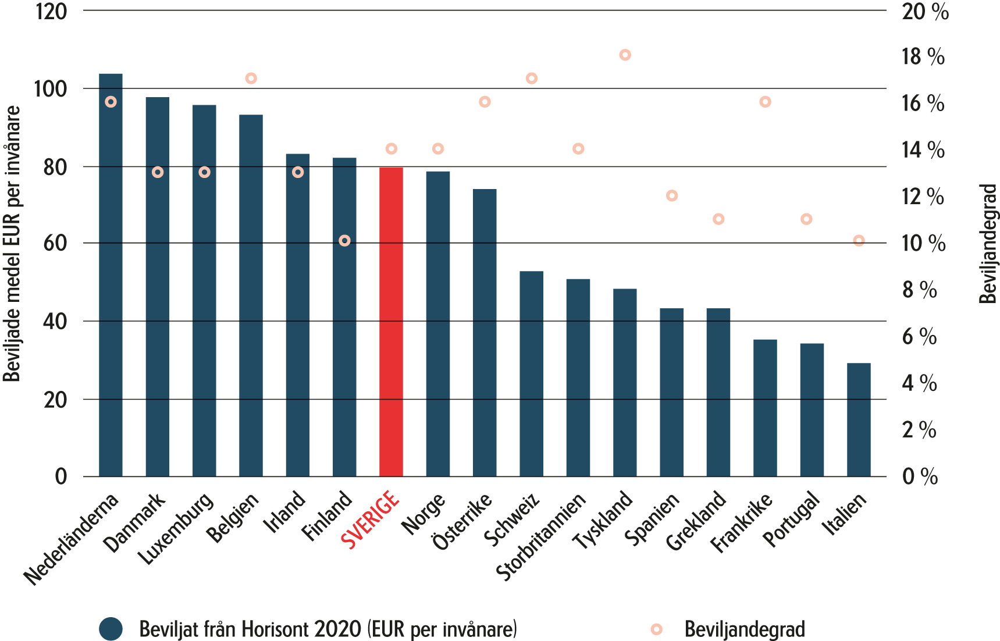 Beviljade medel EUR per invånare
120
100
80
60
40
20
0
20 %
18 %
16 %
14 %
12 %
10 %
8 %
6 %
4 %
2 %
0 %
Beviljandegrad
Nederländerna
Danmark
Luxemburg
Belgien
Irland
Finland
SVERIGE
Norge
Österrike
Schweiz
Storbritannien
Tyskland
Spanien
Grekland
Frankrike
Portugal
Italien
Beviljat från Horisont 2020 (EUR per invånare)
Beviljandegrad